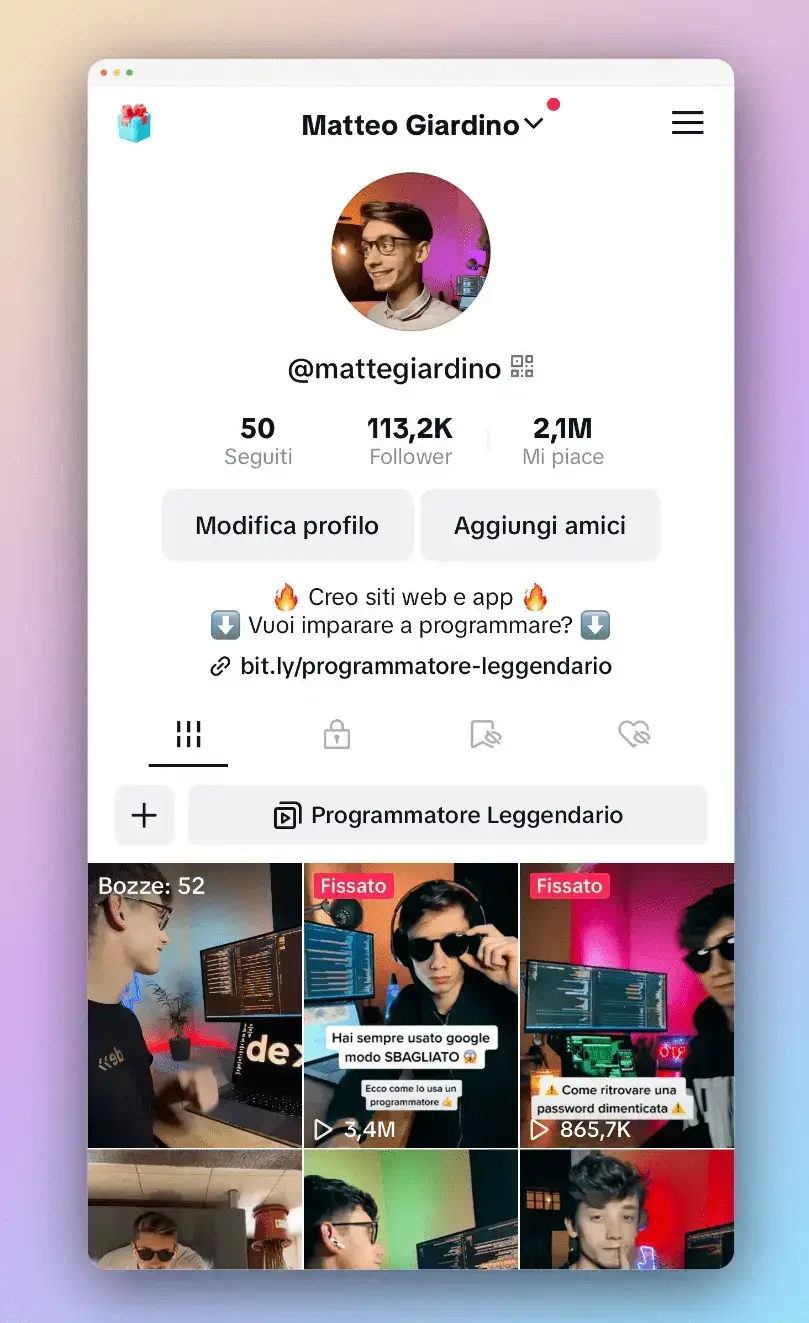 Matteo Giardino
@mattegiardino
50 113,2K 2,1M
Seguiti Follower Mi piace
Modifica profilo Aggiungi amici
🔥 Creo siti web e app 🔥
⬇️ Vuoi imparare a programmare? ⬇️
bit.ly/programmatore-leggendario
+ Programmatore Leggendario
Bozze: 52
Fissato
Hai sempre usato google
modo SBAGLIATO 😱
Ecco come lo usa un
programmatore 👍
3,4M
Fissato
⚠️ Come ritrovare una
password dimenticata ⚠️
865,7K